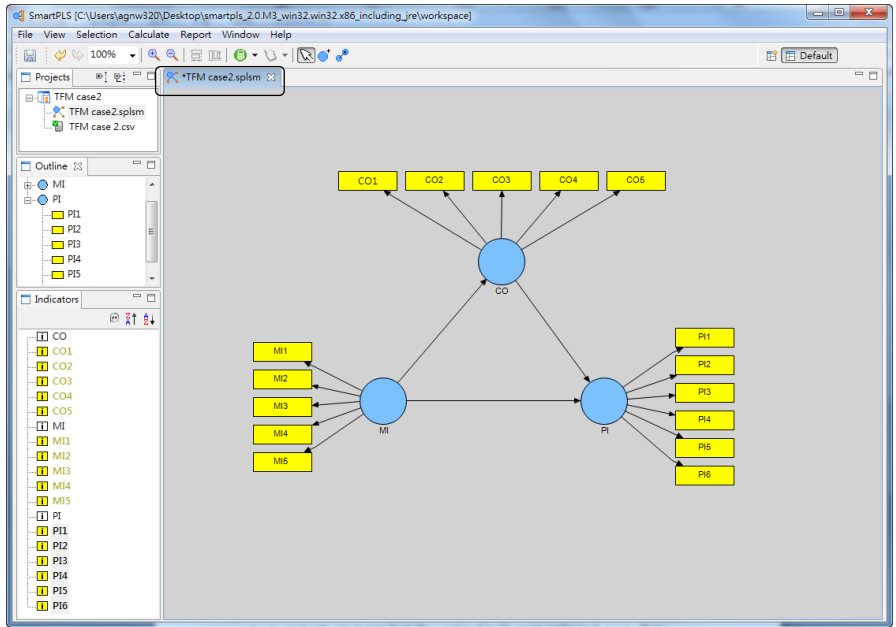 SmartPLS [C:\Users\agnw320\Desktop\smartpls_2.0.M3_win32.win32.x86_including_jre\workspace]
File View Selection Calculate Report Window Help
100%
Default
Projects
*TFM case2.splsm
TFM case2
TFM case2.splsm
TFM case 2.csv
Outline
MI
PI
PI1
PI2
PI3
PI4
PI5
Indicators
CO
CO1
CO2
CO3
CO4
CO5
MI
MI1
MI2
MI3
MI4
MI5
PI
PI1
PI2
PI3
PI4
PI5
PI6
CO1 CO2 CO3 CO4 CO5
CO
MI1
MI2
MI3
MI4
MI5
MI
PI
PI1
PI2
PI3
PI4
PI5
PI6